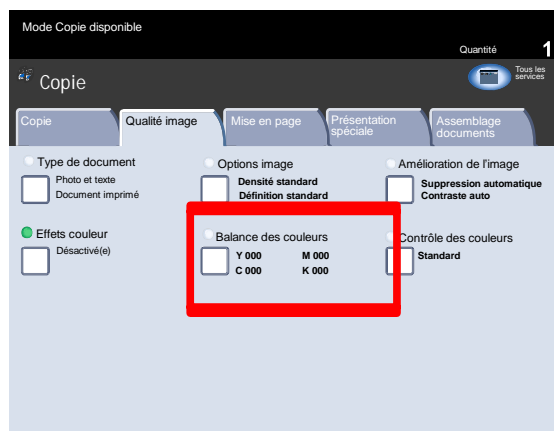 Mode Copie disponible
Quantité 1
Copie
Tous les
services
Copie
Qualité image
Mise en page
Présentation
spéciale
Assemblage
documents
Type de document
Photo et texte
Document imprimé
Options image
Densité standard
Définition standard
Amélioration de l'image
Suppression automatique
Contraste auto
Effets couleur
Désactivé(e)
Balance des couleurs
Y 000 M 000
C 000 K 000
Contrôle des couleurs
Standard